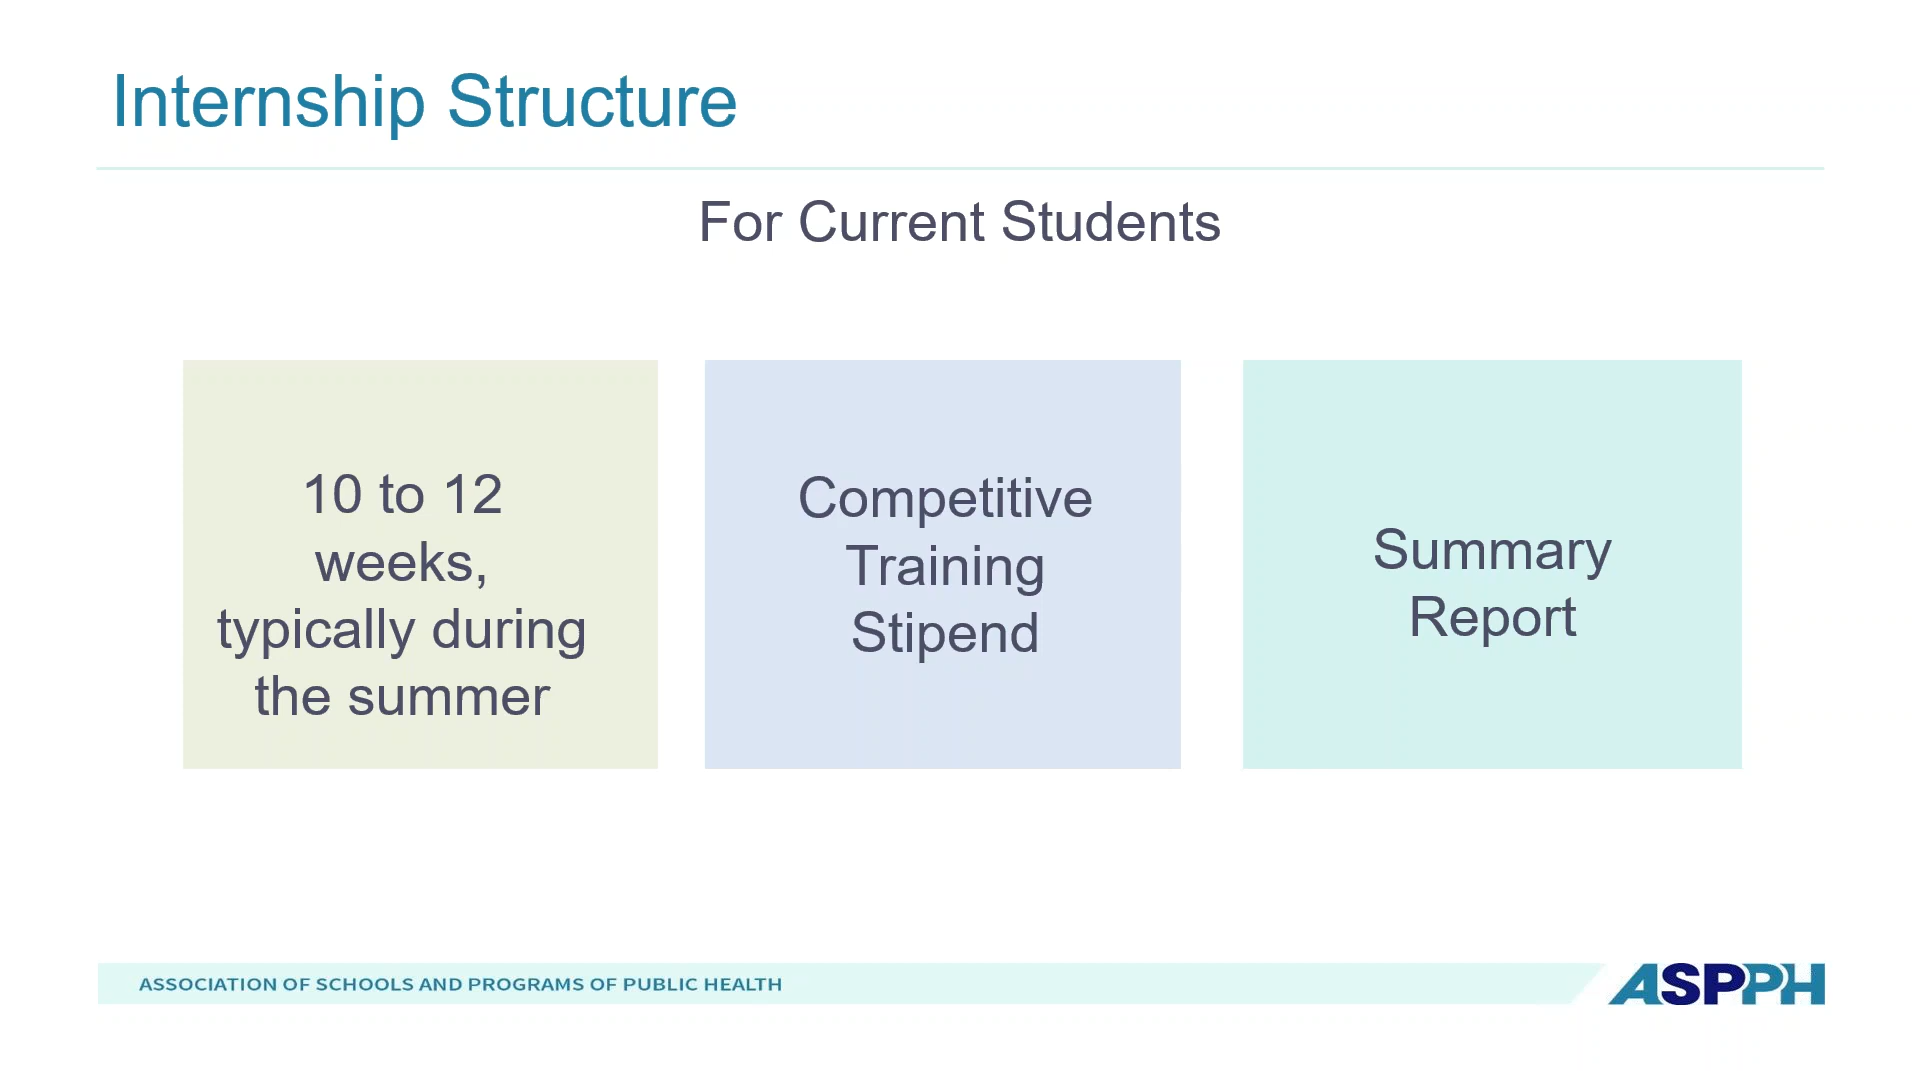 Internship Structure
For Current Students
10 to 12
weeks,
typically during
the summer
Competitive
Training
Stipend
Summary
Report
ASSOCIATION OF SCHOOLS AND PROGRAMS OF PUBLIC HEALTH
ASPPH